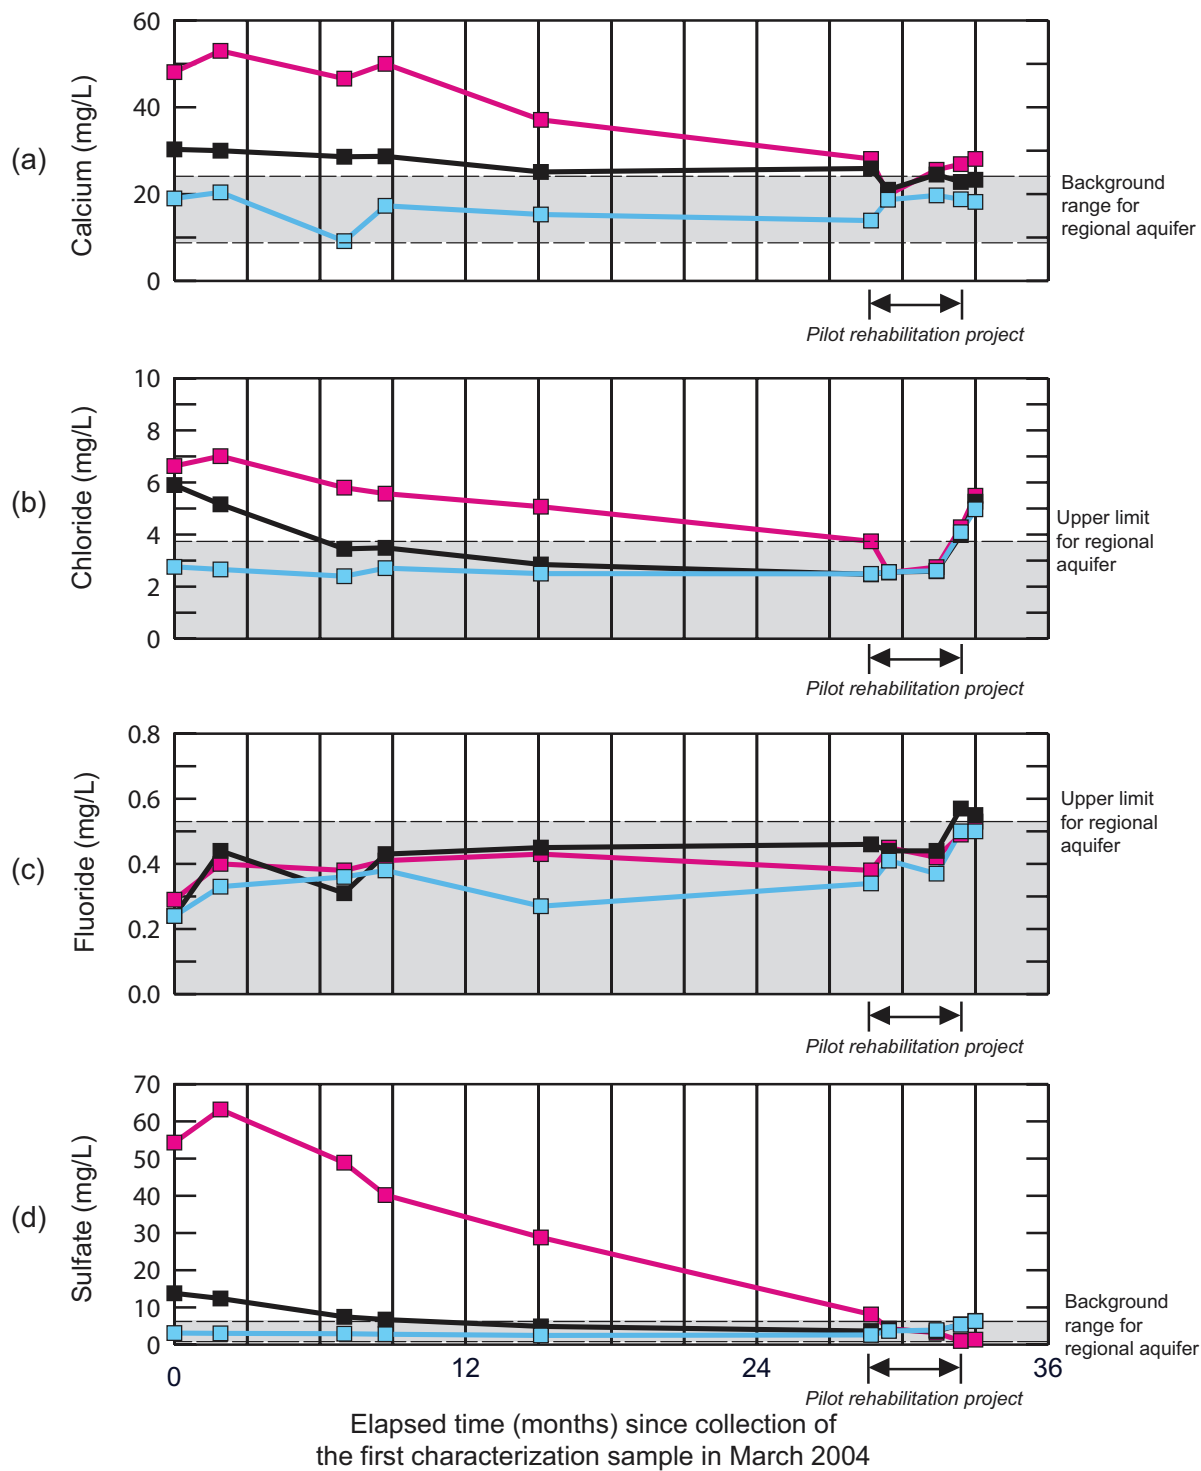 (a)
Calcium (mg/L)
60
40
20
0
Background
range for
regional aquifer
Pilot rehabilitation project
(b)
Chloride (mg/L)
10
8
6
4
2
0
Upper limit
for regional
aquifer
Pilot rehabilitation project
(c)
Fluoride (mg/L)
0.8
0.6
0.4
0.2
0.0
Upper limit
for regional
aquifer
Pilot rehabilitation project
(d)
Sulfate (mg/L)
70
60
50
40
30
20
10
0
Background
range for
regional aquifer
0 12 24 36
Pilot rehabilitation project
Elapsed time (months) since collection of
the first characterization sample in March 2004